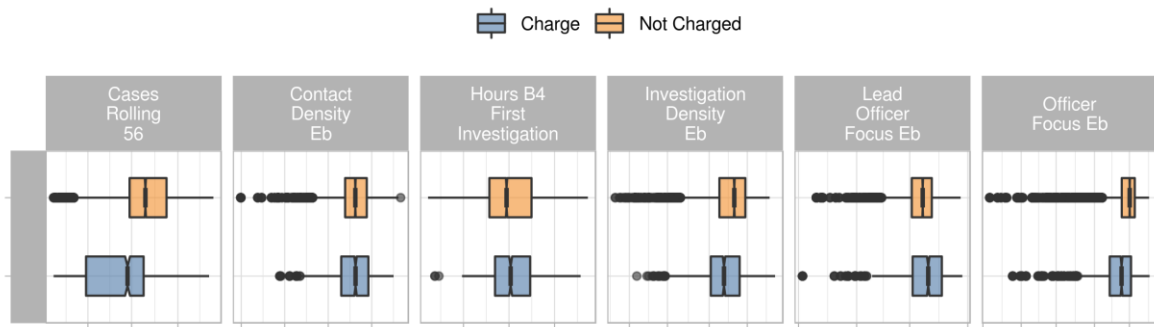 Charge Not Charged
Cases
Rolling
56
Contact
Density
Eb
Hours B4
First
Investigation
Investigation
Density
Eb
Lead
Officer
Focus Eb
Officer
Focus Eb